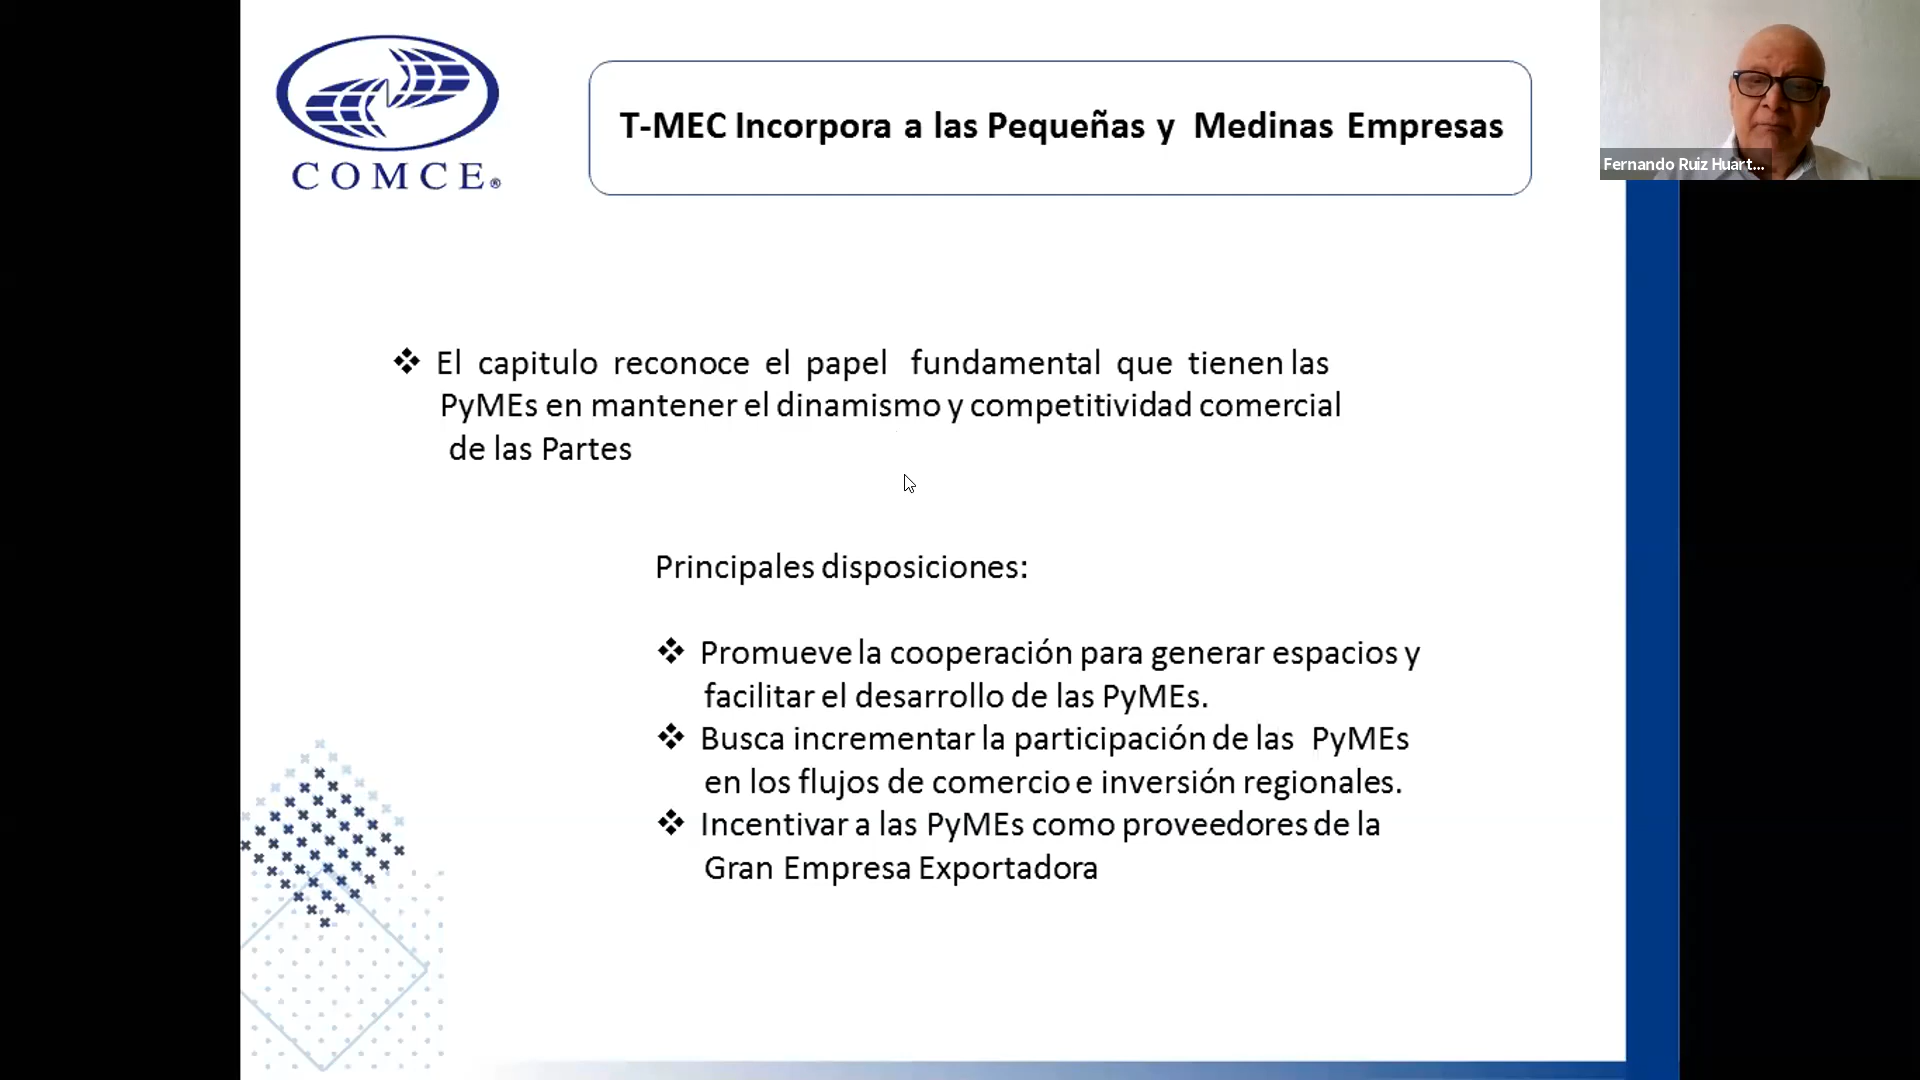 COMCE®
T-MEC Incorpora a las Pequeñas y Medinas Empresas
Fernando Ruiz Huart...
❖ El capitulo reconoce el papel fundamental que tienen las
PyMEs en mantener el dinamismo y competitividad comercial
de las Partes
Principales disposiciones:
❖ Promueve la cooperación para generar espacios y
facilitar el desarrollo de las PyMEs.
❖ Busca incrementar la participación de las PyMEs
en los flujos de comercio e inversión regionales.
❖ Incentivar a las PyMEs como proveedores de la
Gran Empresa Exportadora